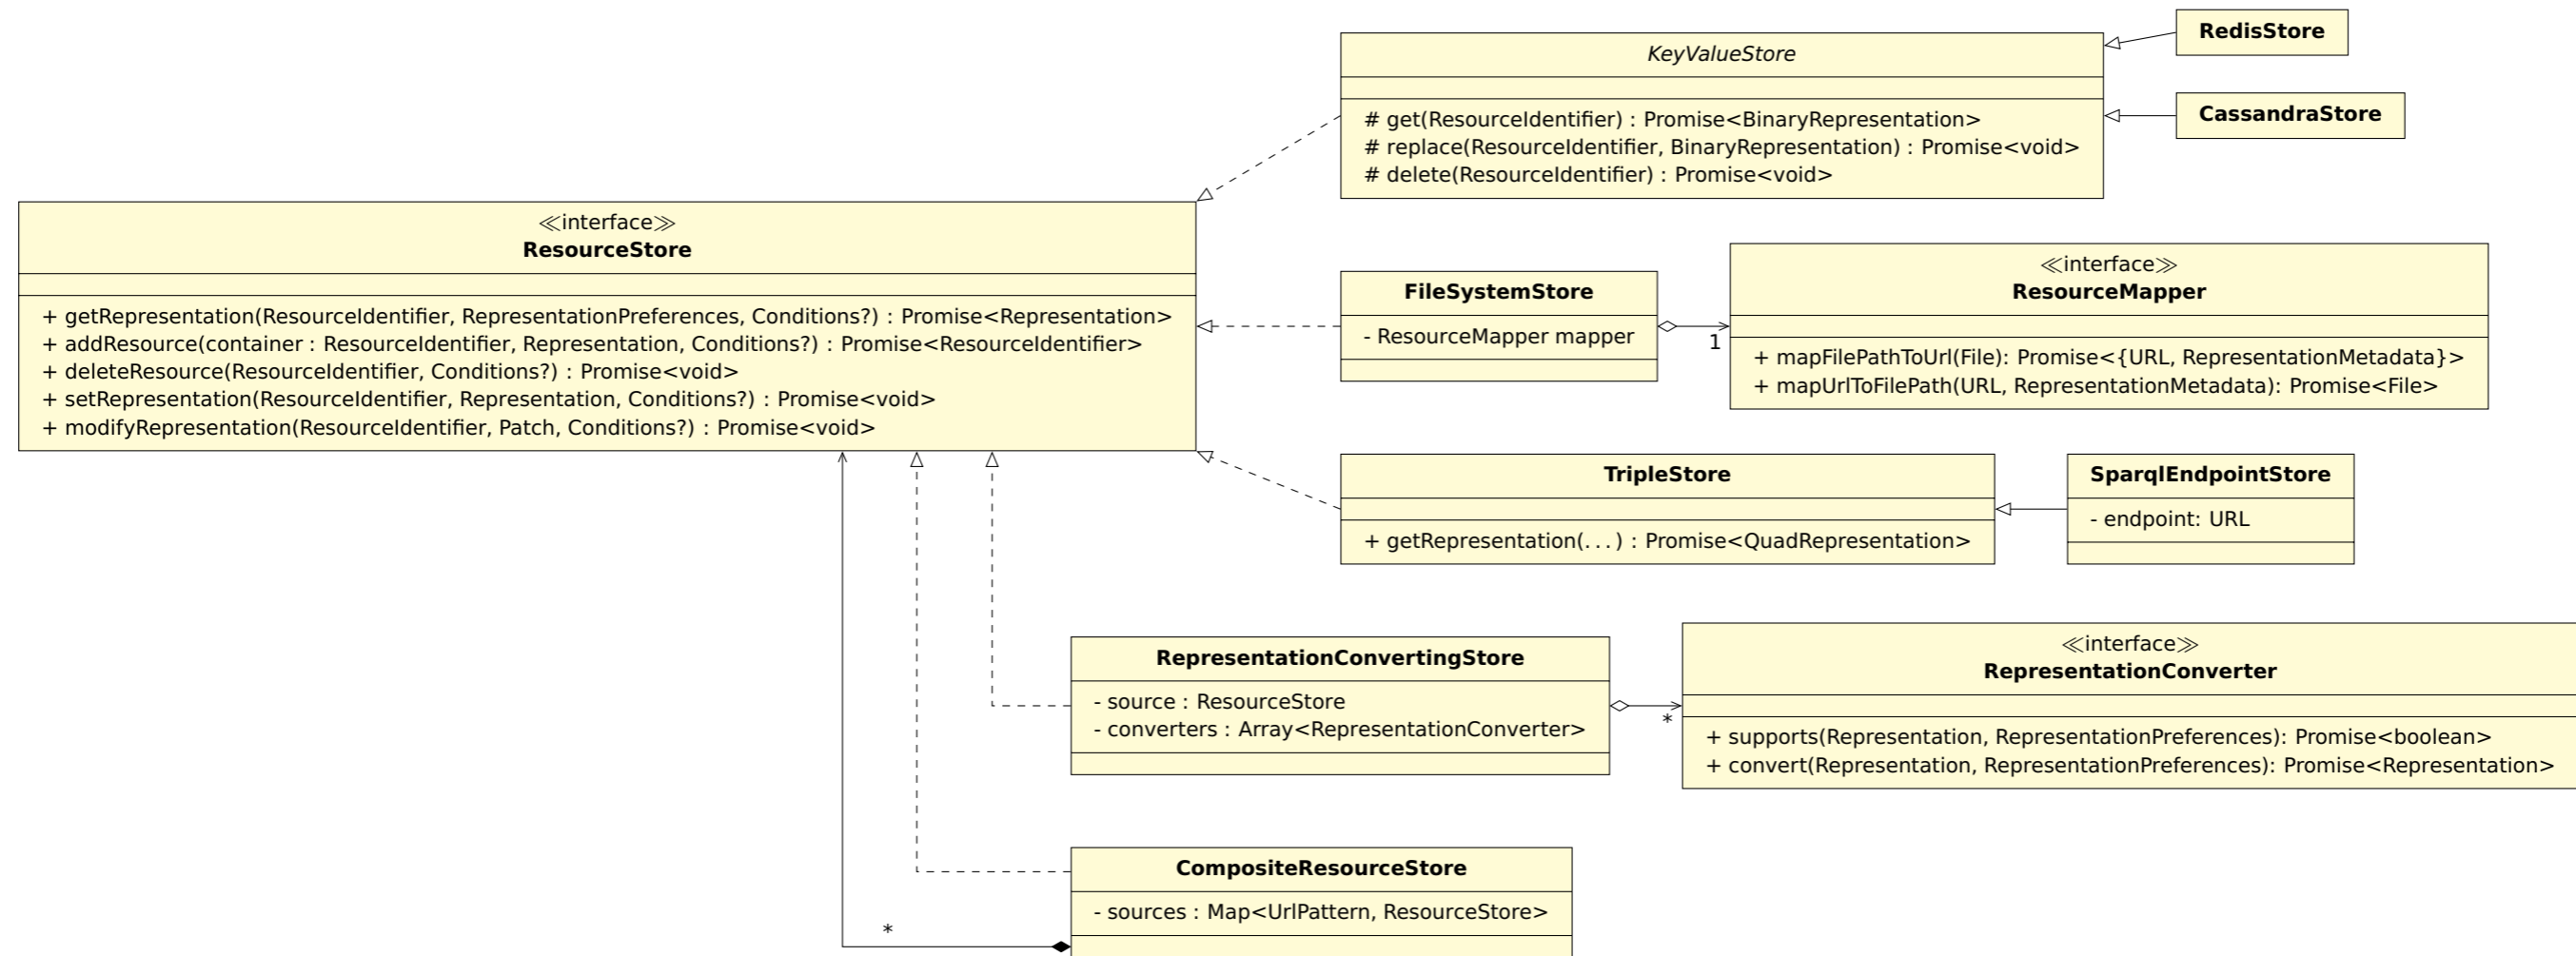 RedisStore
KeyValueStore
CassandraStore
# get(ResourceIdentifier) : Promise<BinaryRepresentation>
# replace(ResourceIdentifier, BinaryRepresentation) : Promise<void>
# delete(ResourceIdentifier) : Promise<void>
≪interface≫
ResourceStore
+ getRepresentation(ResourceIdentifier, RepresentationPreferences, Conditions?) : Promise<Representation>
+ addResource(container : ResourceIdentifier, Representation, Conditions?) : Promise<ResourceIdentifier>
+ deleteResource(ResourceIdentifier, Conditions?) : Promise<void>
+ setRepresentation(ResourceIdentifier, Representation, Conditions?) : Promise<void>
+ modifyRepresentation(ResourceIdentifier, Patch, Conditions?) : Promise<void>
FileSystemStore
- ResourceMapper mapper
1
≪interface≫
ResourceMapper
+ mapFilePathToUrl(File): Promise<{URL, RepresentationMetadata}>
+ mapUrlToFilePath(URL, RepresentationMetadata): Promise<File>
TripleStore
+ getRepresentation(...) : Promise<QuadRepresentation>
SparqlEndpointStore
- endpoint: URL
RepresentationConvertingStore
- source : ResourceStore
- converters : Array<RepresentationConverter>
*
≪interface≫
RepresentationConverter
+ supports(Representation, RepresentationPreferences): Promise<boolean>
+ convert(Representation, RepresentationPreferences): Promise<Representation>
CompositeResourceStore
- sources : Map<UrlPattern, ResourceStore>
*